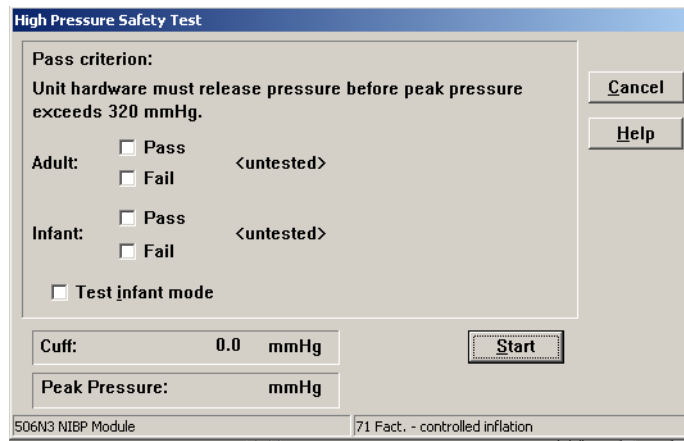 High Pressure Safety Test
Pass criterion:
Unit hardware must release pressure before peak pressure
exceeds 320 mmHg.
Cancel
Help
Adult:
Pass
Fail
<untested>
Infant:
Pass
Fail
<untested>
Test infant mode
Cuff: 0.0 mmHg
Start
Peak Pressure: mmHg
506N3 NIBP Module
71 Fact. - controlled inflation